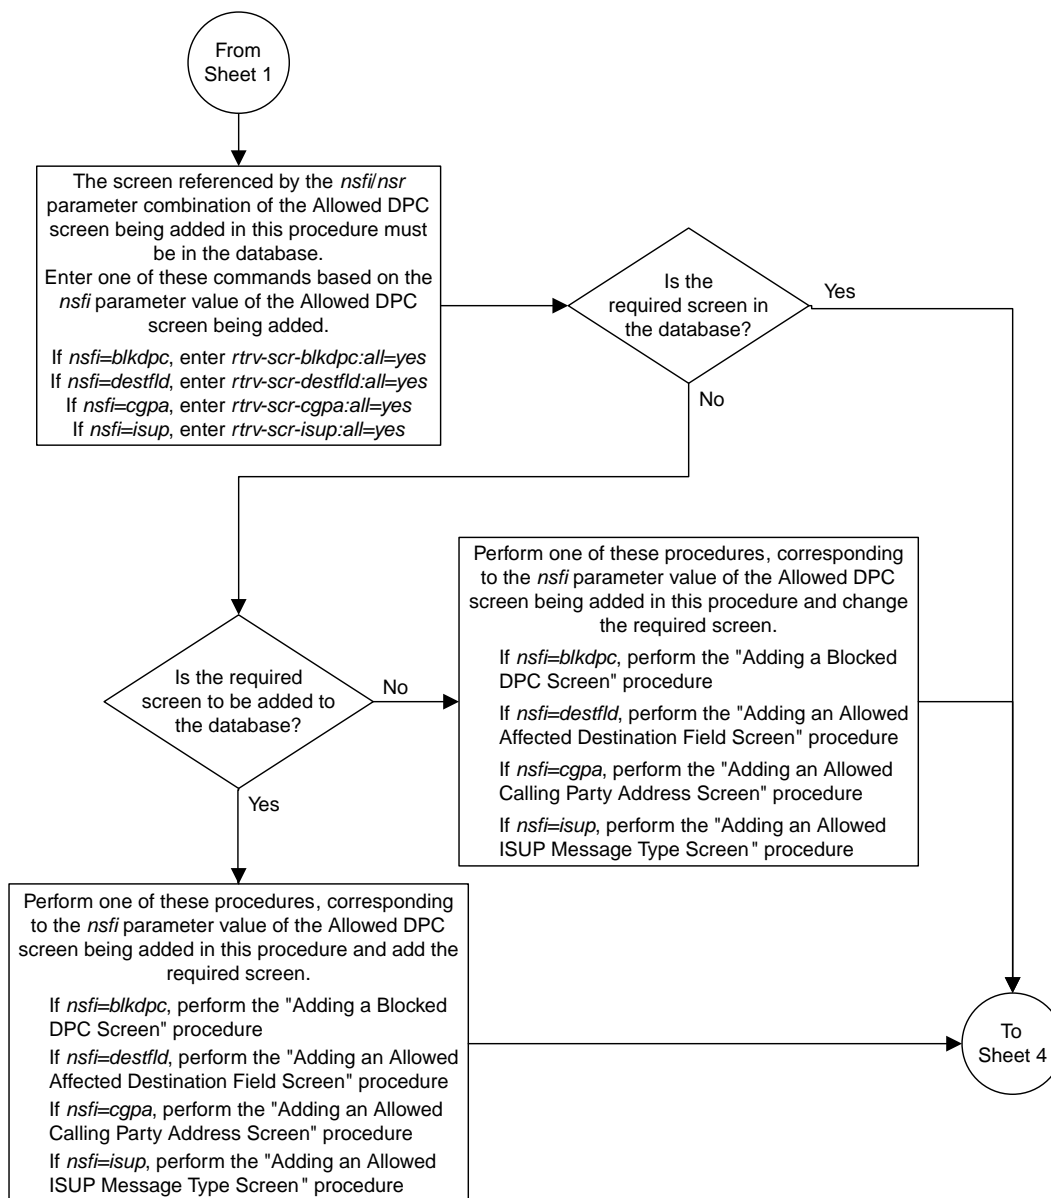 From
Sheet 1
The screen referenced by the nsfi/nsr
parameter combination of the Allowed DPC
screen being added in this procedure must
be in the database.
Enter one of these commands based on the
nsfi parameter value of the Allowed DPC
screen being added.
If nsfi=blkdpc, enter rtrv-scr-blkdpc:all=yes
If nsfi=destfld, enter rtrv-scr-destfld:all=yes
If nsfi=cgpa, enter rtrv-scr-cgpa:all=yes
If nsfi=isup, enter rtrv-scr-isup:all=yes
Is the
required screen in
the database?
Yes
No
Is the required
screen to be added to
the database?
No
Yes
Perform one of these procedures, corresponding
to the nsfi parameter value of the Allowed DPC
screen being added in this procedure and change
the required screen.
If nsfi=blkdpc, perform the "Adding a Blocked
DPC Screen" procedure
If nsfi=destfld, perform the "Adding an Allowed
Affected Destination Field Screen" procedure
If nsfi=cgpa, perform the "Adding an Allowed
Calling Party Address Screen" procedure
If nsfi=isup, perform the "Adding an Allowed
ISUP Message Type Screen" procedure
Perform one of these procedures, corresponding
to the nsfi parameter value of the Allowed DPC
screen being added in this procedure and add the
required screen.
If nsfi=blkdpc, perform the "Adding a Blocked
DPC Screen" procedure
If nsfi=destfld, perform the "Adding an Allowed
Affected Destination Field Screen" procedure
If nsfi=cgpa, perform the "Adding an Allowed
Calling Party Address Screen" procedure
If nsfi=isup, perform the "Adding an Allowed
ISUP Message Type Screen" procedure
To
Sheet 4